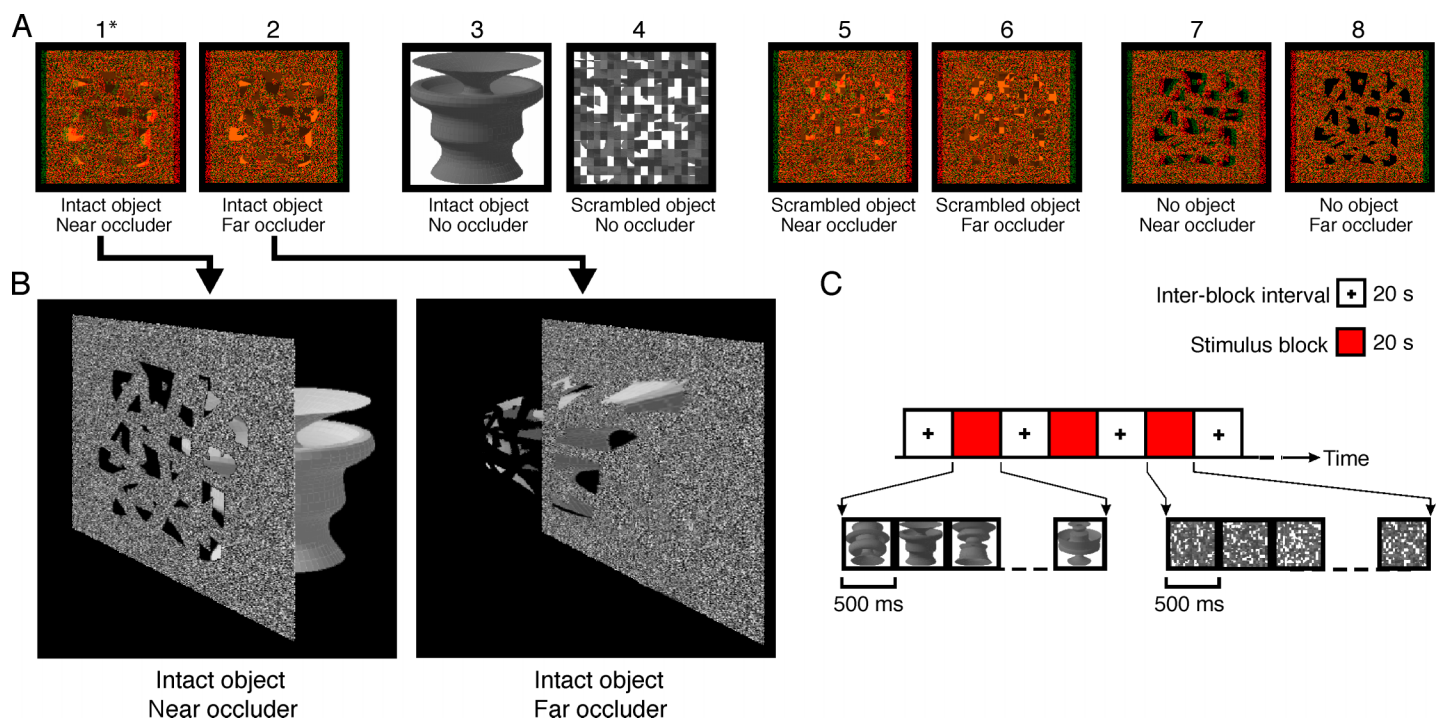 A
1*
2
3
4
5
6
7
8
Intact object
Near occluder
Intact object
Far occluder
Intact object
No occluder
Scrambled object
No occluder
Scrambled object
Near occluder
Scrambled object
Far occluder
No object
Near occluder
No object
Far occluder
B
Intact object
Near occluder
Intact object
Far occluder
C
Inter-block interval + 20 s
Stimulus block 20 s
+ + + +
Time
500 ms
500 ms